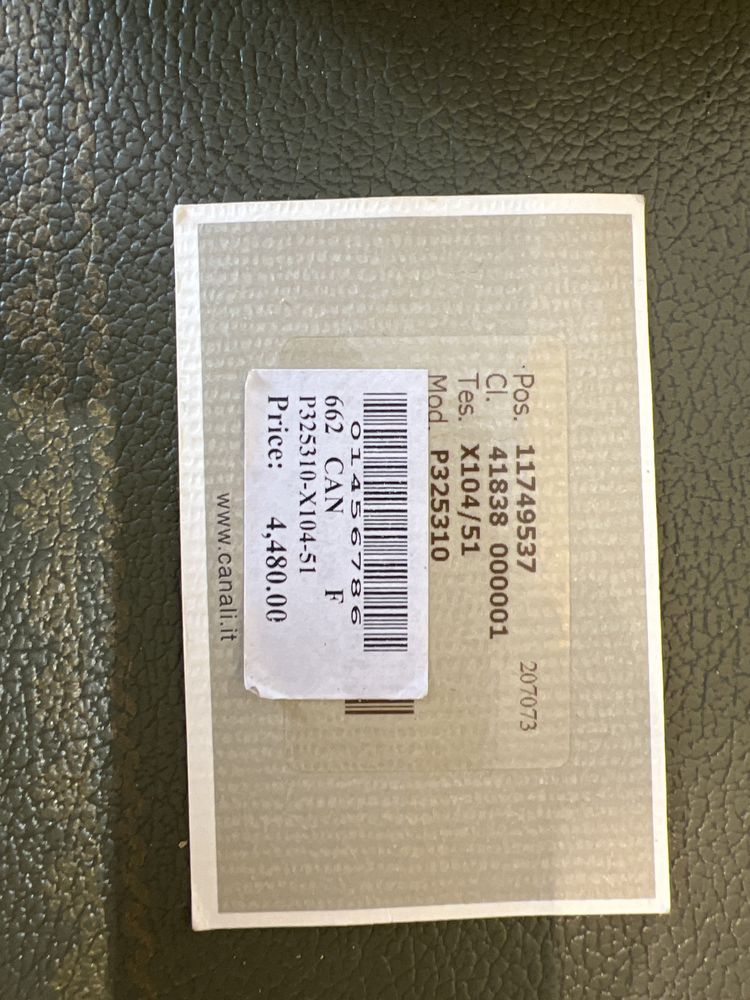 Pos. 11749537
Cl. 41838 000001
Tes. X104/51
Mod. P325310
207073
01456786
662 CAN F
P325310-X104-51
Price: 4,480.00
www.canali.it